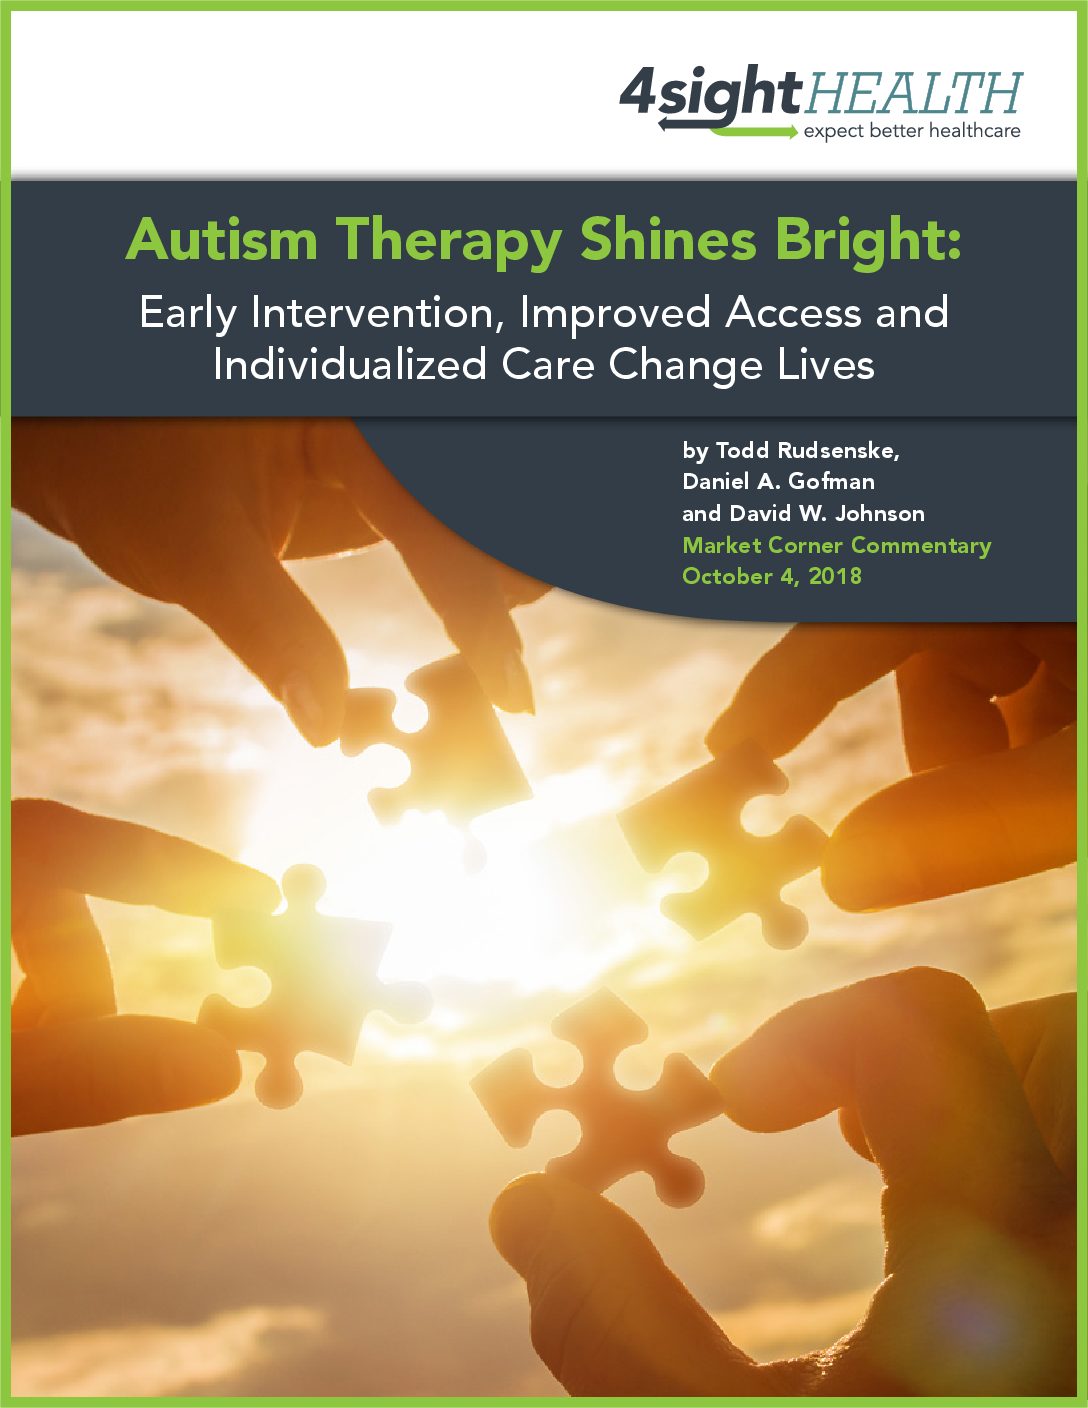 4sightHEALTH
expect better healthcare
Autism Therapy Shines Bright:
Early Intervention, Improved Access and
Individualized Care Change Lives
by Todd Rudsenske,
Daniel A. Gofman
and David W. Johnson
Market Corner Commentary
October 4, 2018